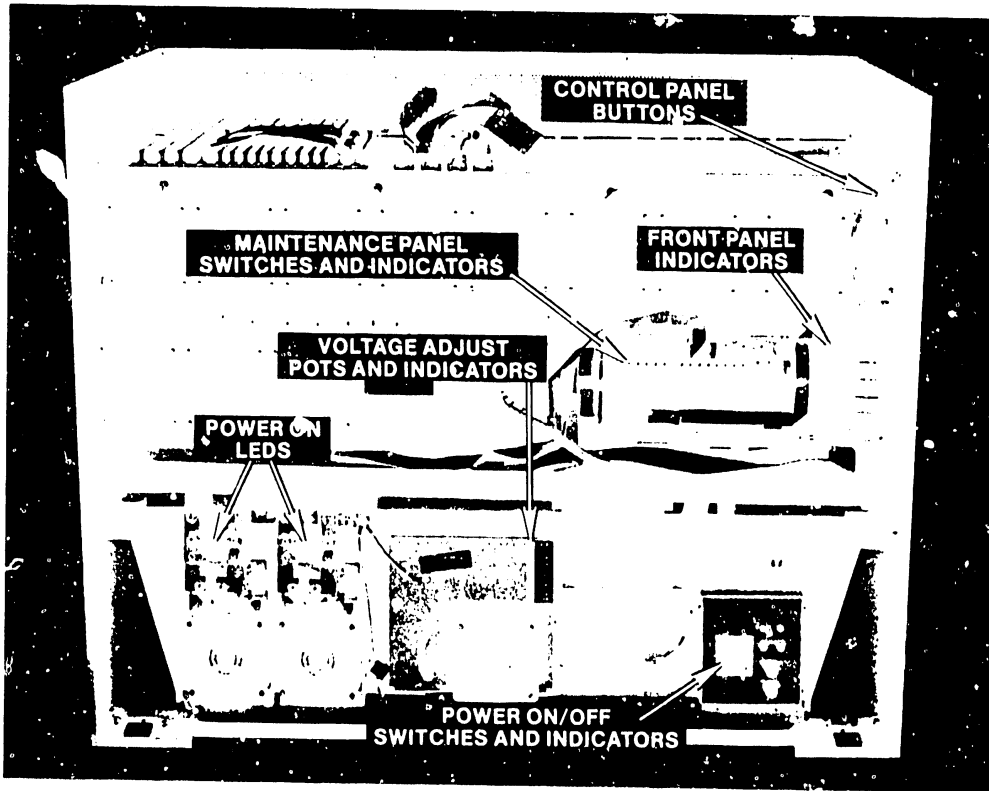 CONTROL PANEL
BUTTONS
MAINTENANCE PANEL
SWITCHES AND INDICATORS
FRONT PANEL
INDICATORS
VOLTAGE ADJUST
POTS AND INDICATORS
POWER ON
LEDS
POWER ON/OFF
SWITCHES AND INDICATORS